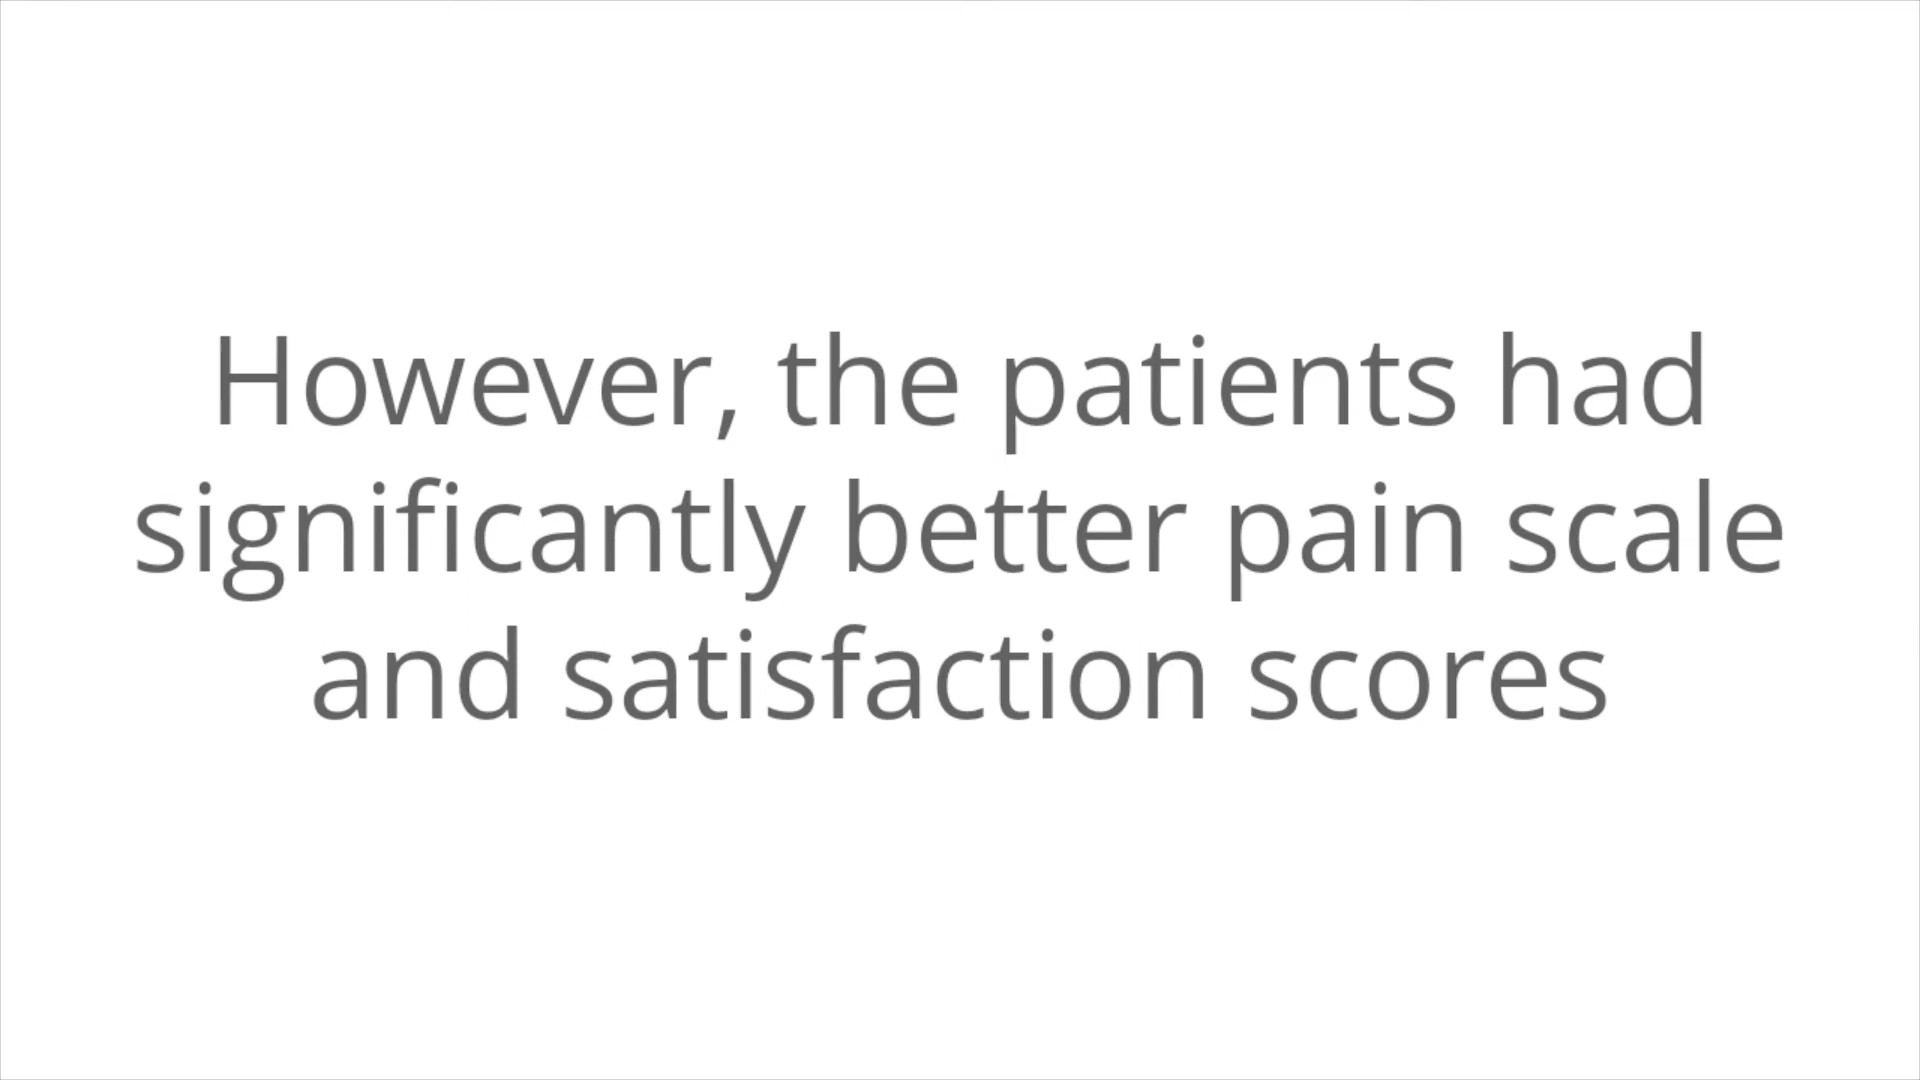 However, the patients had
significantly better pain scale
and satisfaction scores